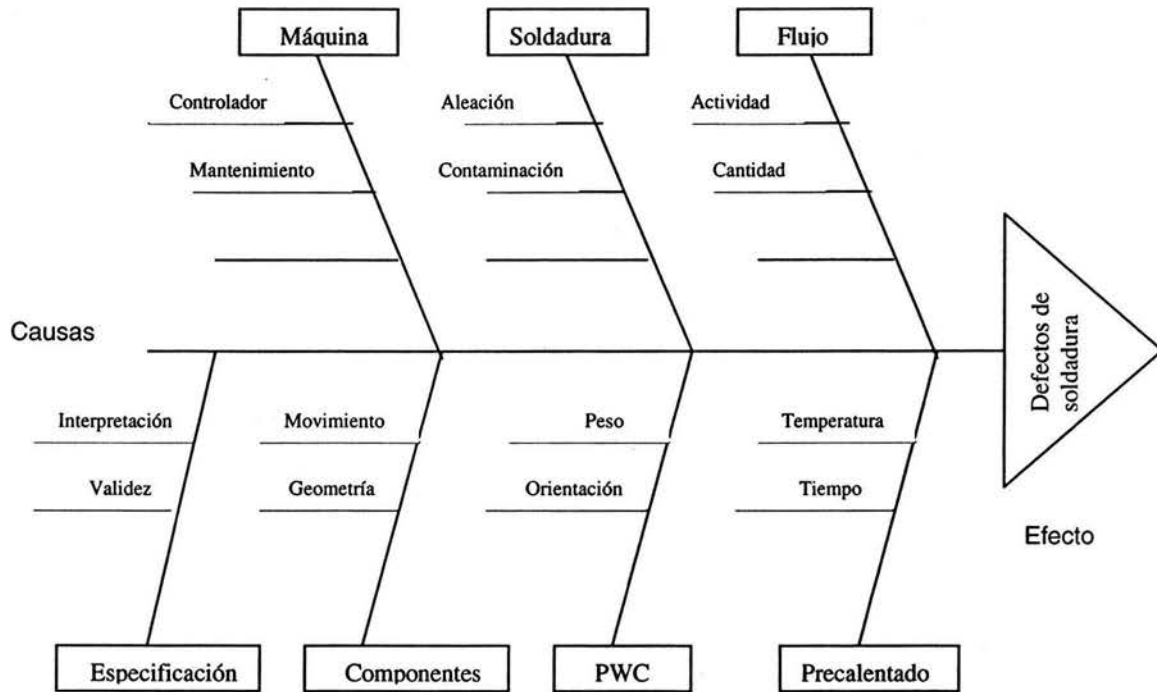 Máquina
Soldadura
Flujo
Controlador
Aleación
Actividad
Mantenimiento
Contaminación
Cantidad
Causas
Defectos de
soldadura
Interpretación
Movimiento
Peso
Temperatura
Validez
Geometría
Orientación
Tiempo
Efecto
Especificación
Componentes
PWC
Precalentado